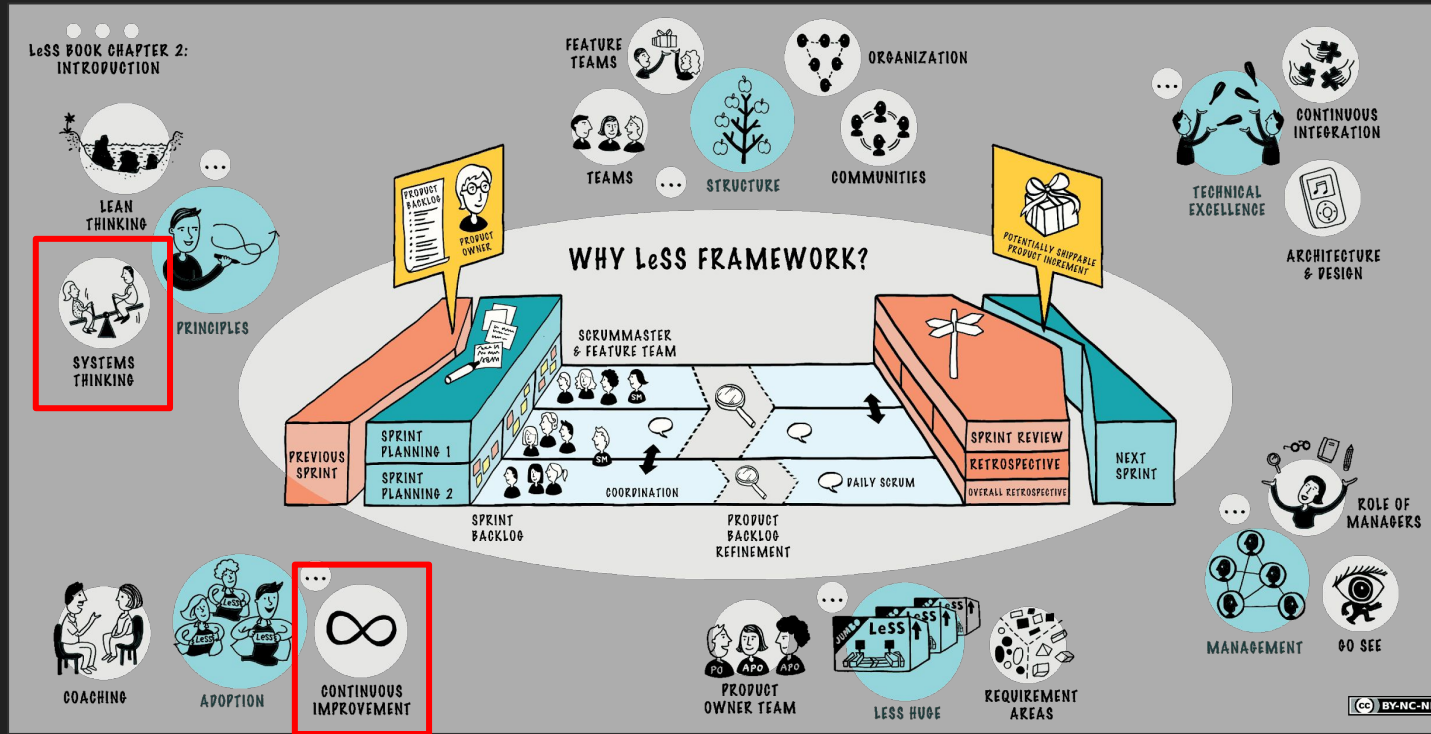 LeSS BOOK CHAPTER 2:
INTRODUCTION
LEAN
THINKING
SYSTEMS
THINKING
PRINCIPLES
FEATURE
TEAMS
TEAMS
STRUCTURE
ORGANIZATION
COMMUNITIES
CONTINUOUS
INTEGRATION
TECHNICAL
EXCELLENCE
ARCHITECTURE
& DESIGN
WHY LeSS FRAMEWORK?
PRODUCT
BACKLOG
PRODUCT
OWNER
POTENTIALLY SHIPPABLE
PRODUCT INCREMENT
SCRUMMASTER
& FEATURE TEAM
SM
SM
PREVIOUS
SPRINT
SPRINT
PLANNING 1
SPRINT
PLANNING 2
COORDINATION
DAILY SCRUM
SPRINT REVIEW
RETROSPECTIVE
OVERALL RETROSPECTIVE
NEXT
SPRINT
SPRINT
BACKLOG
PRODUCT
BACKLOG
REFINEMENT
COACHING
LeSS
LeSS
LeSS
ADOPTION
CONTINUOUS
IMPROVEMENT
PO
APO
APO
PRODUCT
OWNER TEAM
JUMBO
LeSS
LeSS
LeSS
LESS HUGE
REQUIREMENT
AREAS
ROLE OF
MANAGERS
MANAGEMENT
GO SEE
cc BY-NC-N